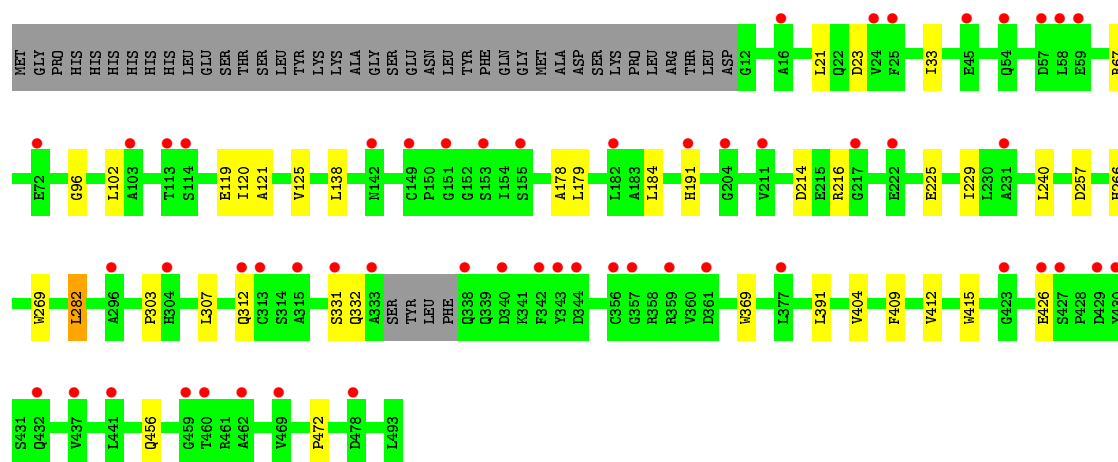 MET GLY PRO HIS HIS HIS HIS HIS HIS LEU GLU SER THR SER LEU TYR LYS LYS ALA GLY SER GLU ASN LEU TYR PHE GLN GLY MET ALA ASP SER LYS PRO LEU ARG THR LEU ASP G12 A16 L21 Q22 D23 V24 F25 I33 E45 Q54 D57 L58 E59
E72 G96 L102 A103 T113 S114 E119 I120 A121 V125 L138 N142 C149 P150 G151 G152 S153 I154 S155 A178 L179 L182 A183 L184 H191 G204 V211 D214 E215 R216 G217 E222 E225 I229 L230 A231 L240 D257 H266
W269 L282 A296 P303 H304 L307 Q312 C313 S314 A315 S331 Q332 A333 SER TYR LEU PHE Q338 Q339 D340 K341 F342 Y343 D344 C356 G357 R358 R359 V360 D361 W369 L377 L391 V404 F409 V412 W415 G423 E426 S427 P428 D429
S431 Q432 V437 L441 Q456 G459 T460 R461 A462 V469 P472 D478 L493